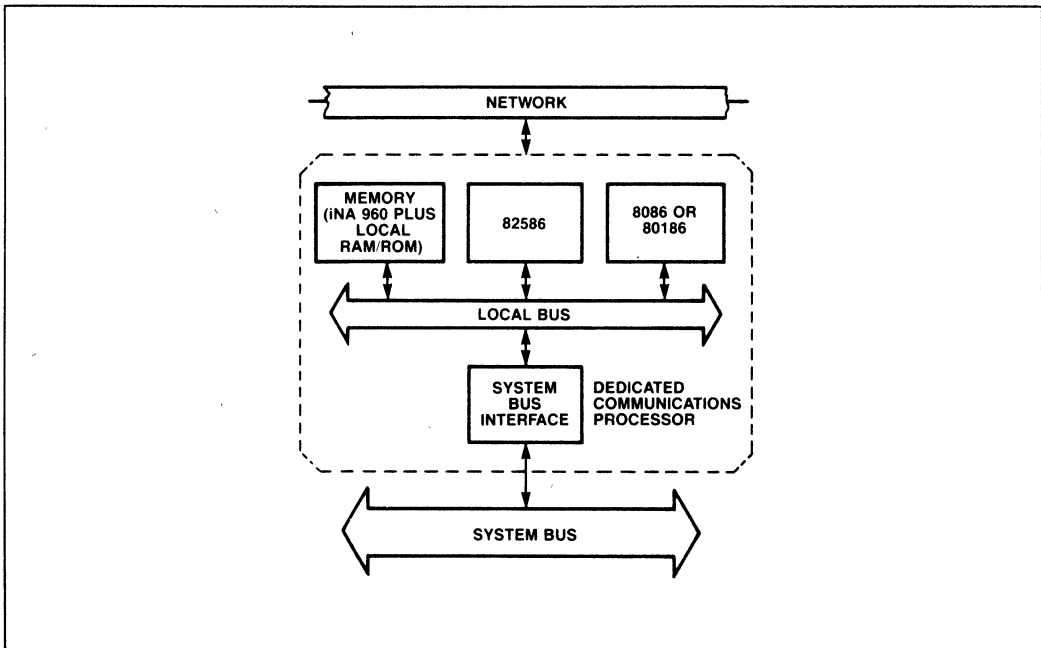 NETWORK
MEMORY
(iNA 960 PLUS
LOCAL
RAM/ROM)
82586
8086 OR
80186
LOCAL BUS
SYSTEM
BUS
INTERFACE
DEDICATED
COMMUNICATIONS
PROCESSOR
SYSTEM BUS